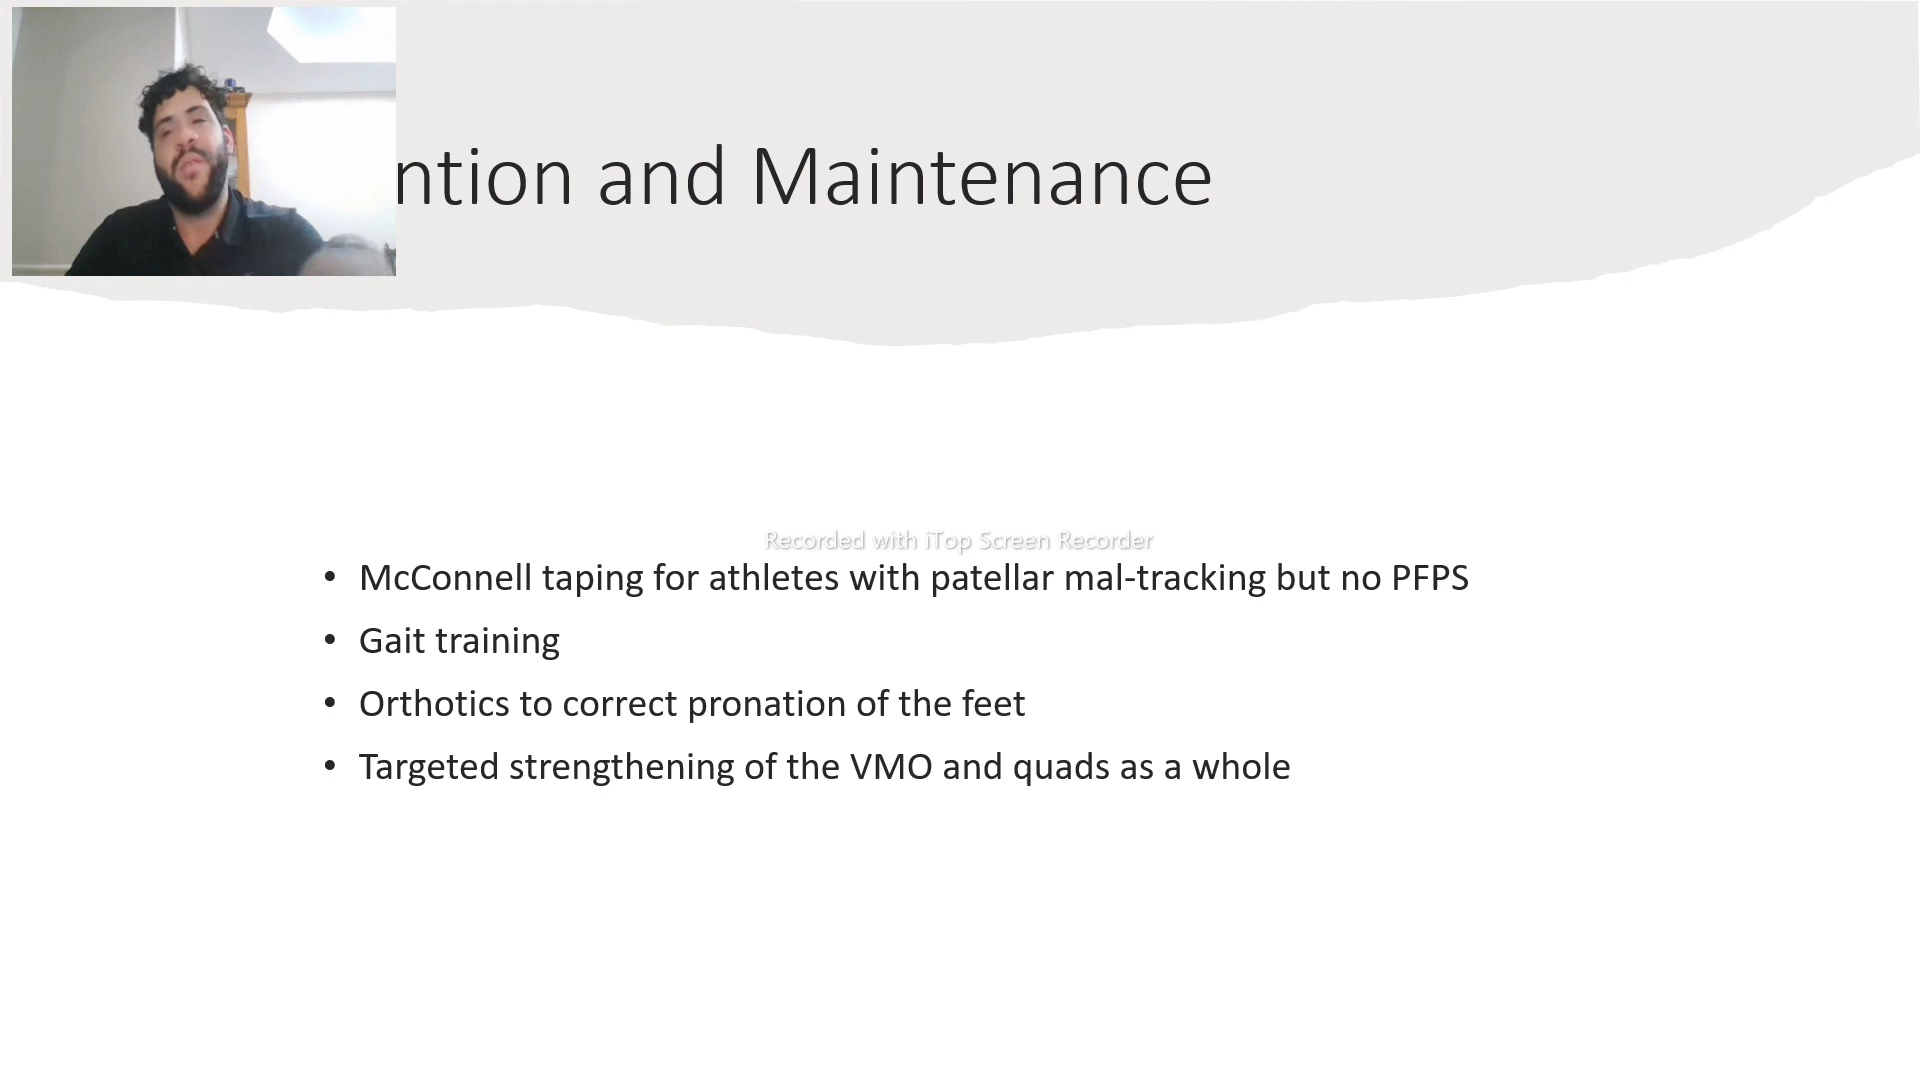 ntion and Maintenance
Recorded with iTop Screen Recorder
• McConnell taping for athletes with patellar mal-tracking but no PFPS
• Gait training
• Orthotics to correct pronation of the feet
• Targeted strengthening of the VMO and quads as a whole